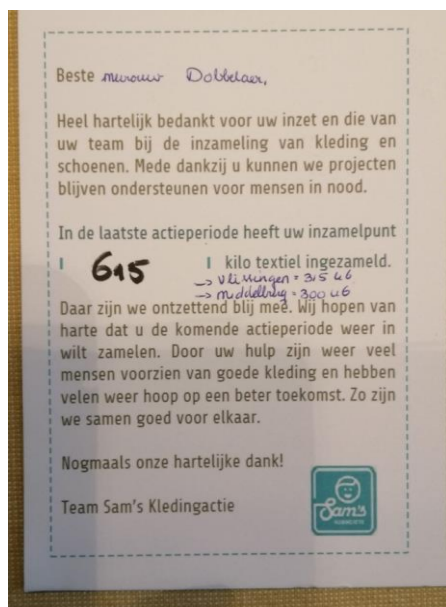 Beste mevrouw Dobbelaer,
Heel hartelijk bedankt voor uw inzet en die van
uw team bij de inzameling van kleding en
schoenen. Mede dankzij u kunnen we projecten
blijven ondersteunen voor mensen in nood.
In de laatste actieperiode heeft uw inzamelpunt
615 kilo textiel ingezameld.
→ Vlissingen = 315 KG
→ Middelburg = 300 KG
Daar zijn we ontzettend blij mee. Wij hopen van
harte dat u de komende actieperiode weer in
wilt zamelen. Door uw hulp zijn weer veel
mensen voorzien van goede kleding en hebben
velen weer hoop op een beter toekomst. Zo zijn
we samen goed voor elkaar.
Nogmaals onze hartelijke dank!
Team Sam's Kledingactie
Sam's
KLEDINGACTIE